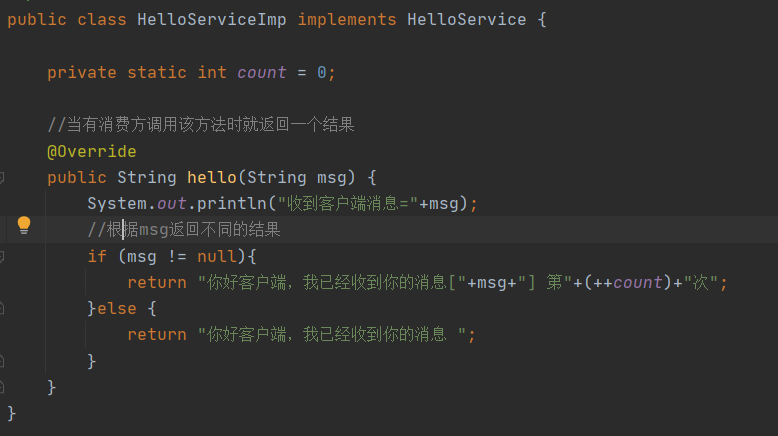 public class HelloServiceImp implements HelloService {
private static int count = 0;
//当有消费方调用该方法时就返回一个结果
@Override
public String hello(String msg) {
System.out.println("收到客户端消息="+msg);
//根据msg返回不同的结果
if (msg != null){
return "你好客户端，我已经收到你的消息["+msg+"] 第"+(++count)+"次";
}else {
return "你好客户端，我已经收到你的消息 ";
}
}
}